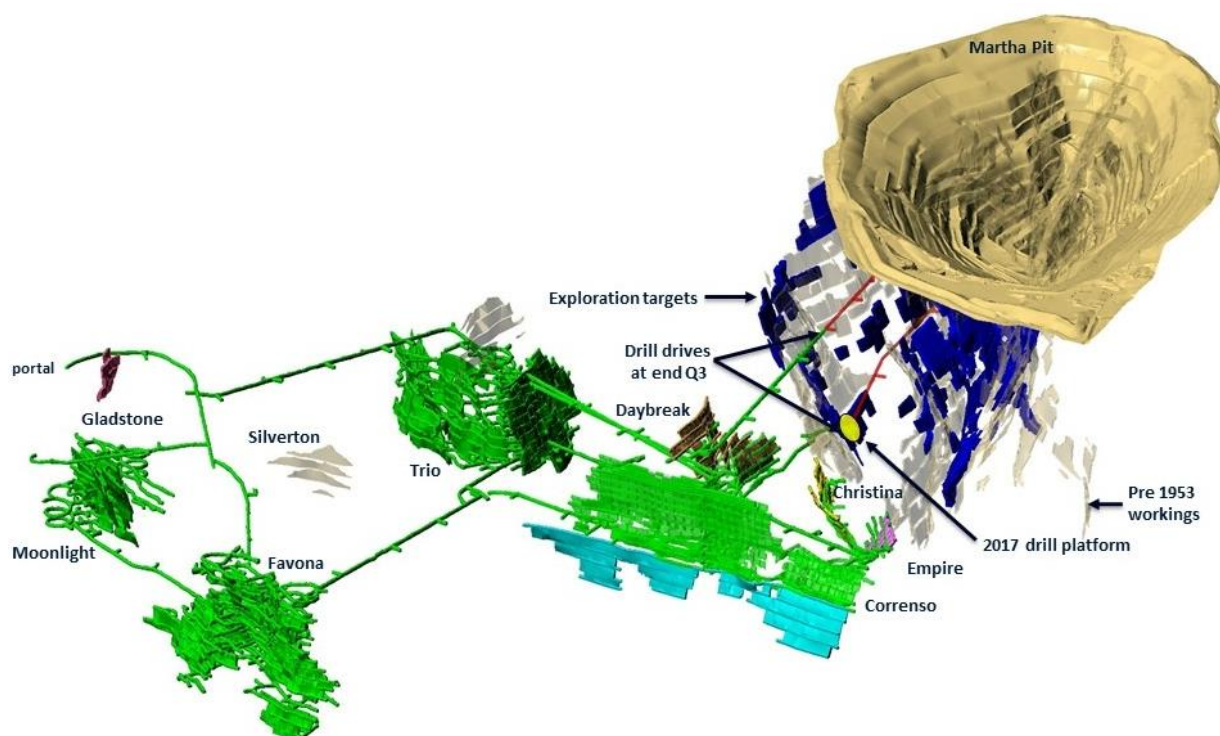 Martha Pit
Exploration targets
Drill drives
at end Q3
portal
Gladstone
Daybreak
Silverton
Trio
Christina
Pre 1953
workings
Moonlight
Favona
2017 drill platform
Empire
Correnso